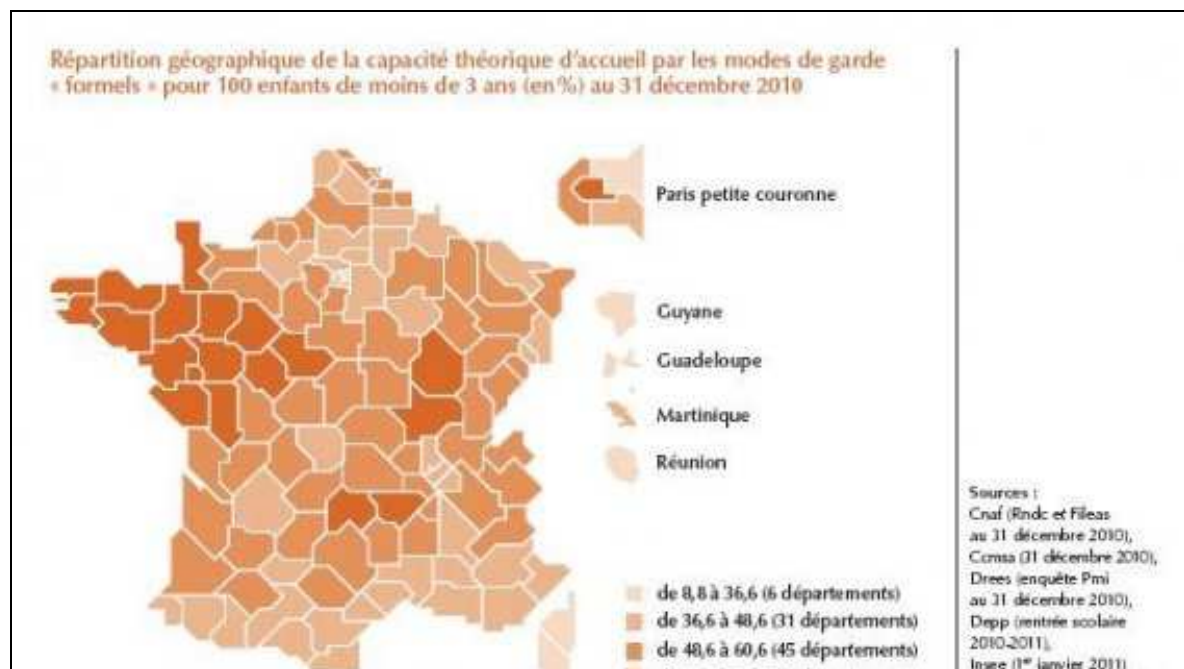 Répartition géographique de la capacité théorique d'accueil par les modes de garde
« formels » pour 100 enfants de moins de 3 ans (en %) au 31 décembre 2010
Paris petite couronne
Guyane
Guadeloupe
Martinique
Réunion
de 8,8 à 36,6 (6 départements)
de 36,6 à 48,6 (31 départements)
de 48,6 à 60,6 (45 départements)
Sources :
Cnaf (Rndc et Fileas
au 31 décembre 2010),
Ccmsa (31 décembre 2010),
Drees (enquête Pmi
au 31 décembre 2010),
Depp (rentrée scolaire
2010-2011),
Insee (1er janvier 2011)